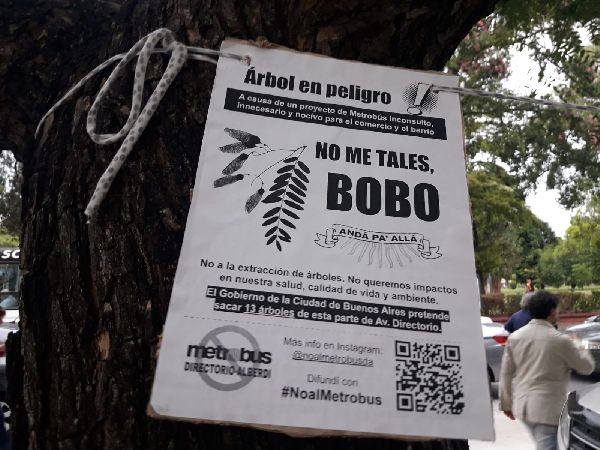 Árbol en peligro
A causa de un proyecto de Metrobús inconsulto,
innecesario y nocivo para el comercio y el barrio
NO ME TALES,
BOBO
ANDÁ PA' ALLÁ
No a la extracción de árboles. No queremos impactos
en nuestra salud, calidad de vida y ambiente.
El Gobierno de la Ciudad de Buenos Aires pretende
sacar 13 árboles de esta parte de Av. Directorio.
metrobus
DIRECTORIO-ALBERDI
Más info en Instagram:
@noalmetrobusda
Difundí con
#NoalMetrobus
SC